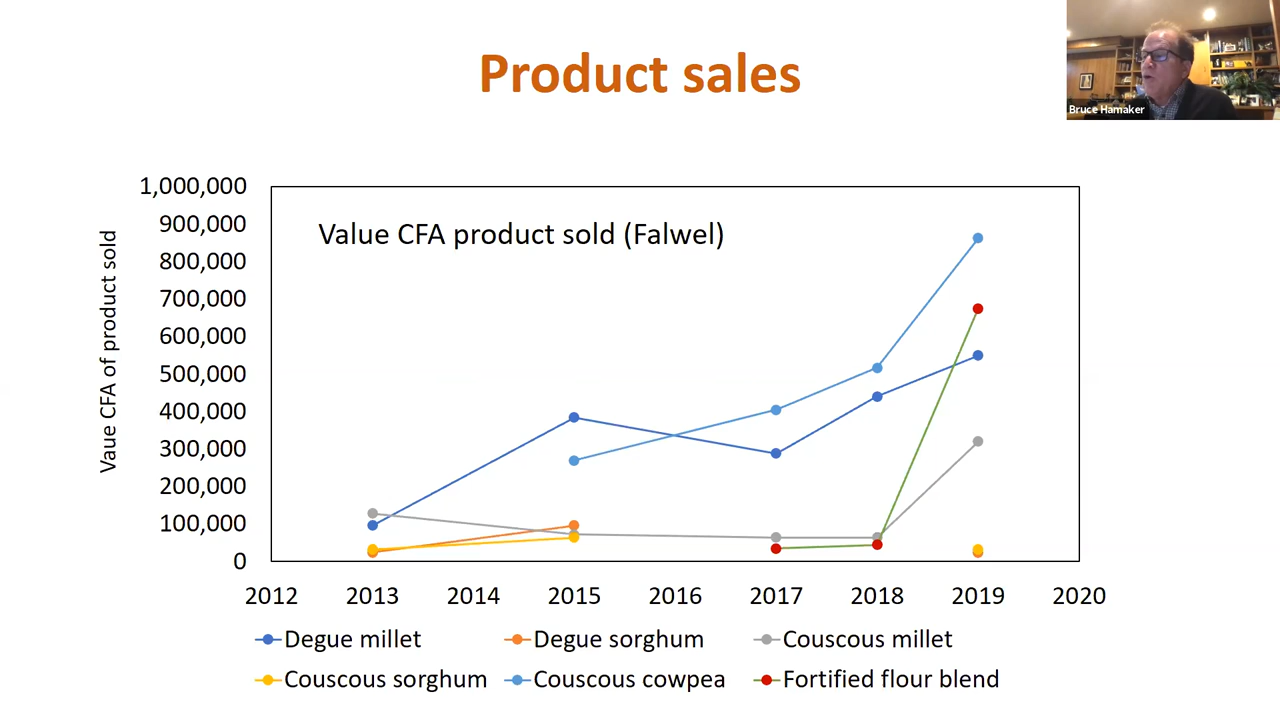 Product sales
Bruce Hamaker
Value CFA product sold (Falwel)
Vaue CFA of product sold
1,000,000
900,000
800,000
700,000
600,000
500,000
400,000
300,000
200,000
100,000
0
2012 2013 2014 2015 2016 2017 2018 2019 2020
Degue millet Degue sorghum Couscous millet
Couscous sorghum Couscous cowpea Fortified flour blend